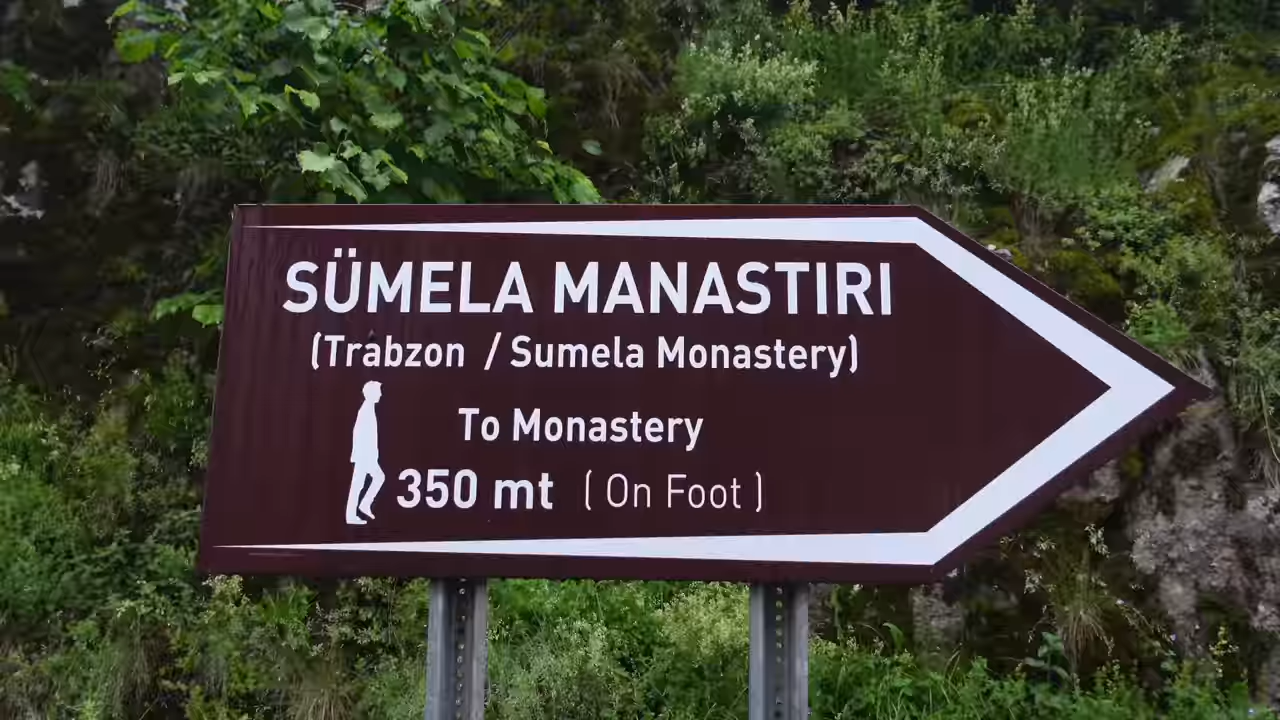 SÜMELA MANASTIRI
(Trabzon / Sumela Monastery)
To Monastery
350 mt ( On Foot )